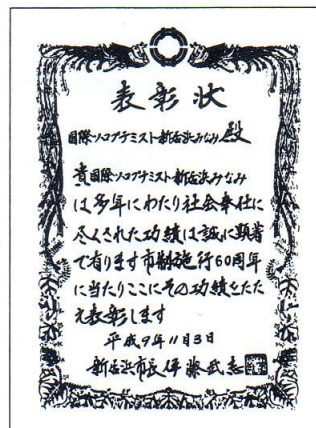 表彰状
国際ソロプチミスト新居浜みなみ殿
貴国際ソロプチミスト新居浜みなみ
は多年にわたり社会奉仕に
尽くされた功績は誠に顕著
で有ります市制施行60周年
に当たりここにその功績をたた
え表彰します
平成9年11月3日
新居浜市長伊藤武志